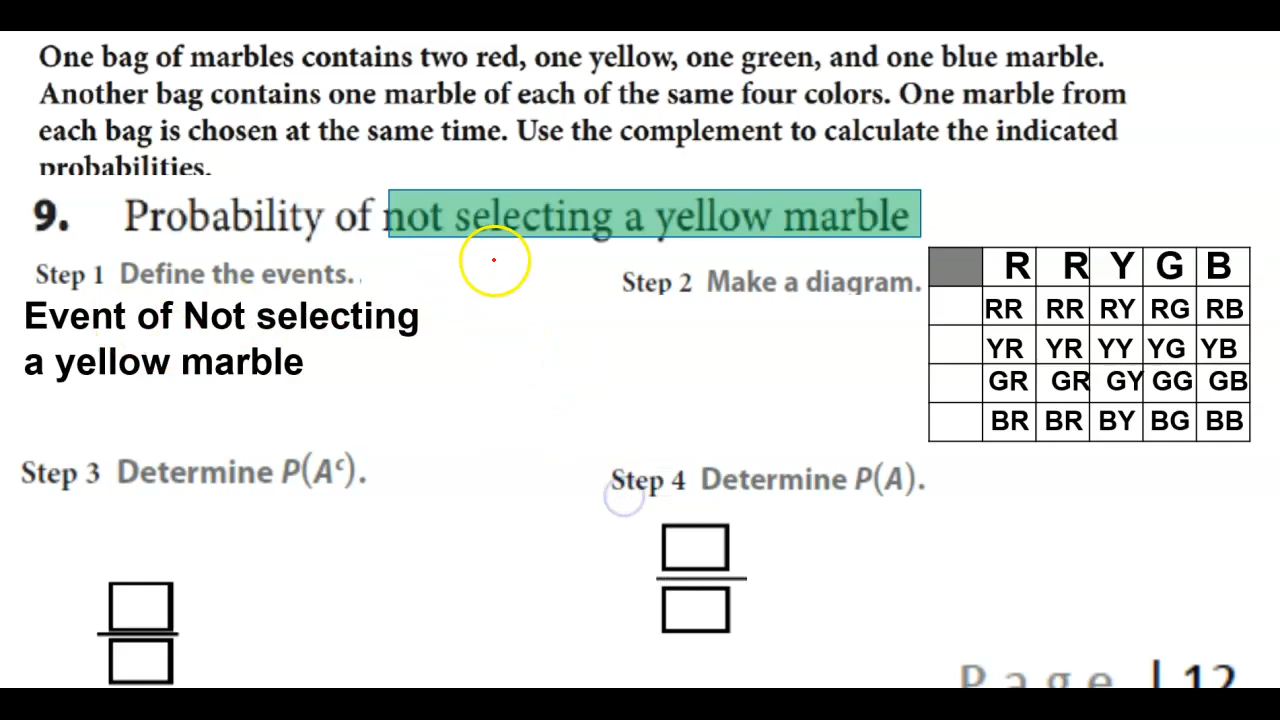 One bag of marbles contains two red, one yellow, one green, and one blue marble.
Another bag contains one marble of each of the same four colors. One marble from
each bag is chosen at the same time. Use the complement to calculate the indicated
probabilities.
9. Probability of not selecting a yellow marble
Step 1 Define the events.
Event of Not selecting
a yellow marble
Step 2 Make a diagram.
R R Y G B
RR RR RY RG RB
YR YR YY YG YB
GR GR GY GG GB
BR BR BY BG BB
Step 3 Determine P(Aᶜ).
Step 4 Determine P(A).
Page | 12